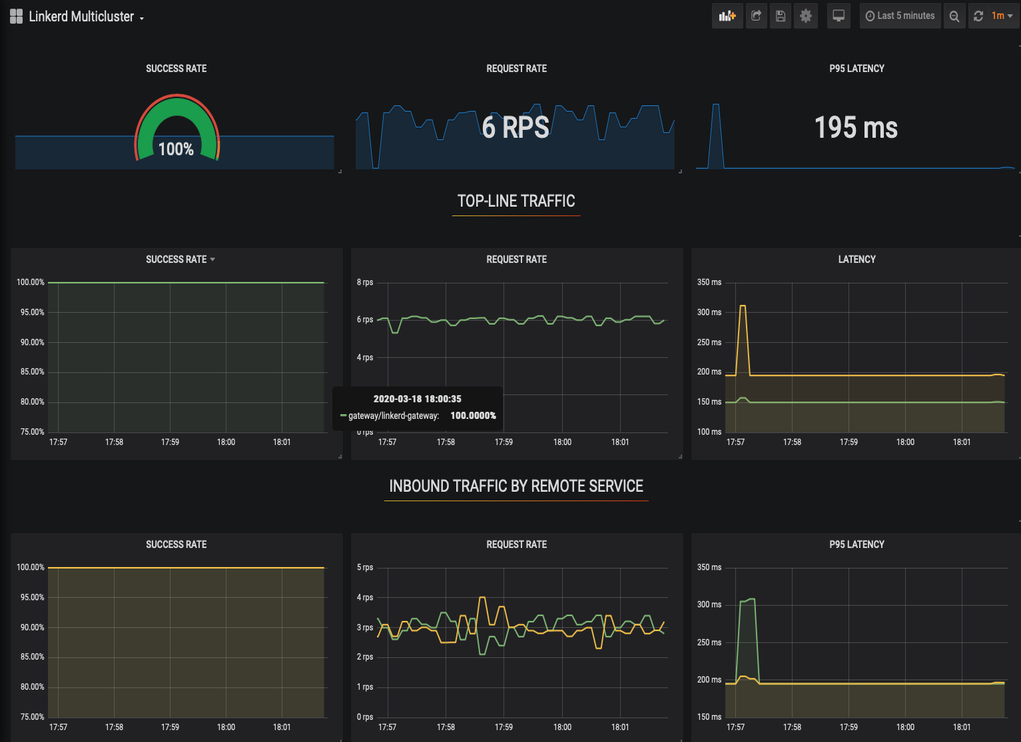 Linkerd Multicluster
Last 5 minutes
1m
SUCCESS RATE
REQUEST RATE
P95 LATENCY
100%
6 RPS
195 ms
TOP-LINE TRAFFIC
SUCCESS RATE
100.00%
95.00%
90.00%
85.00%
80.00%
75.00%
17:57 17:58 17:59 18:00 18:01
REQUEST RATE
8 rps
6 rps
4 rps
0 rps
17:57 17:58 17:59 18:00 18:01
2020-03-18 18:00:35
gateway/linkerd-gateway: 100.0000%
LATENCY
350 ms
300 ms
250 ms
200 ms
150 ms
100 ms
17:57 17:58 17:59 18:00 18:01
INBOUND TRAFFIC BY REMOTE SERVICE
SUCCESS RATE
100.00%
95.00%
90.00%
85.00%
80.00%
75.00%
17:57 17:58 17:59 18:00 18:01
REQUEST RATE
5 rps
4 rps
3 rps
2 rps
1 rps
0 rps
17:57 17:58 17:59 18:00 18:01
P95 LATENCY
350 ms
300 ms
250 ms
200 ms
150 ms
17:57 17:58 17:59 18:00 18:01